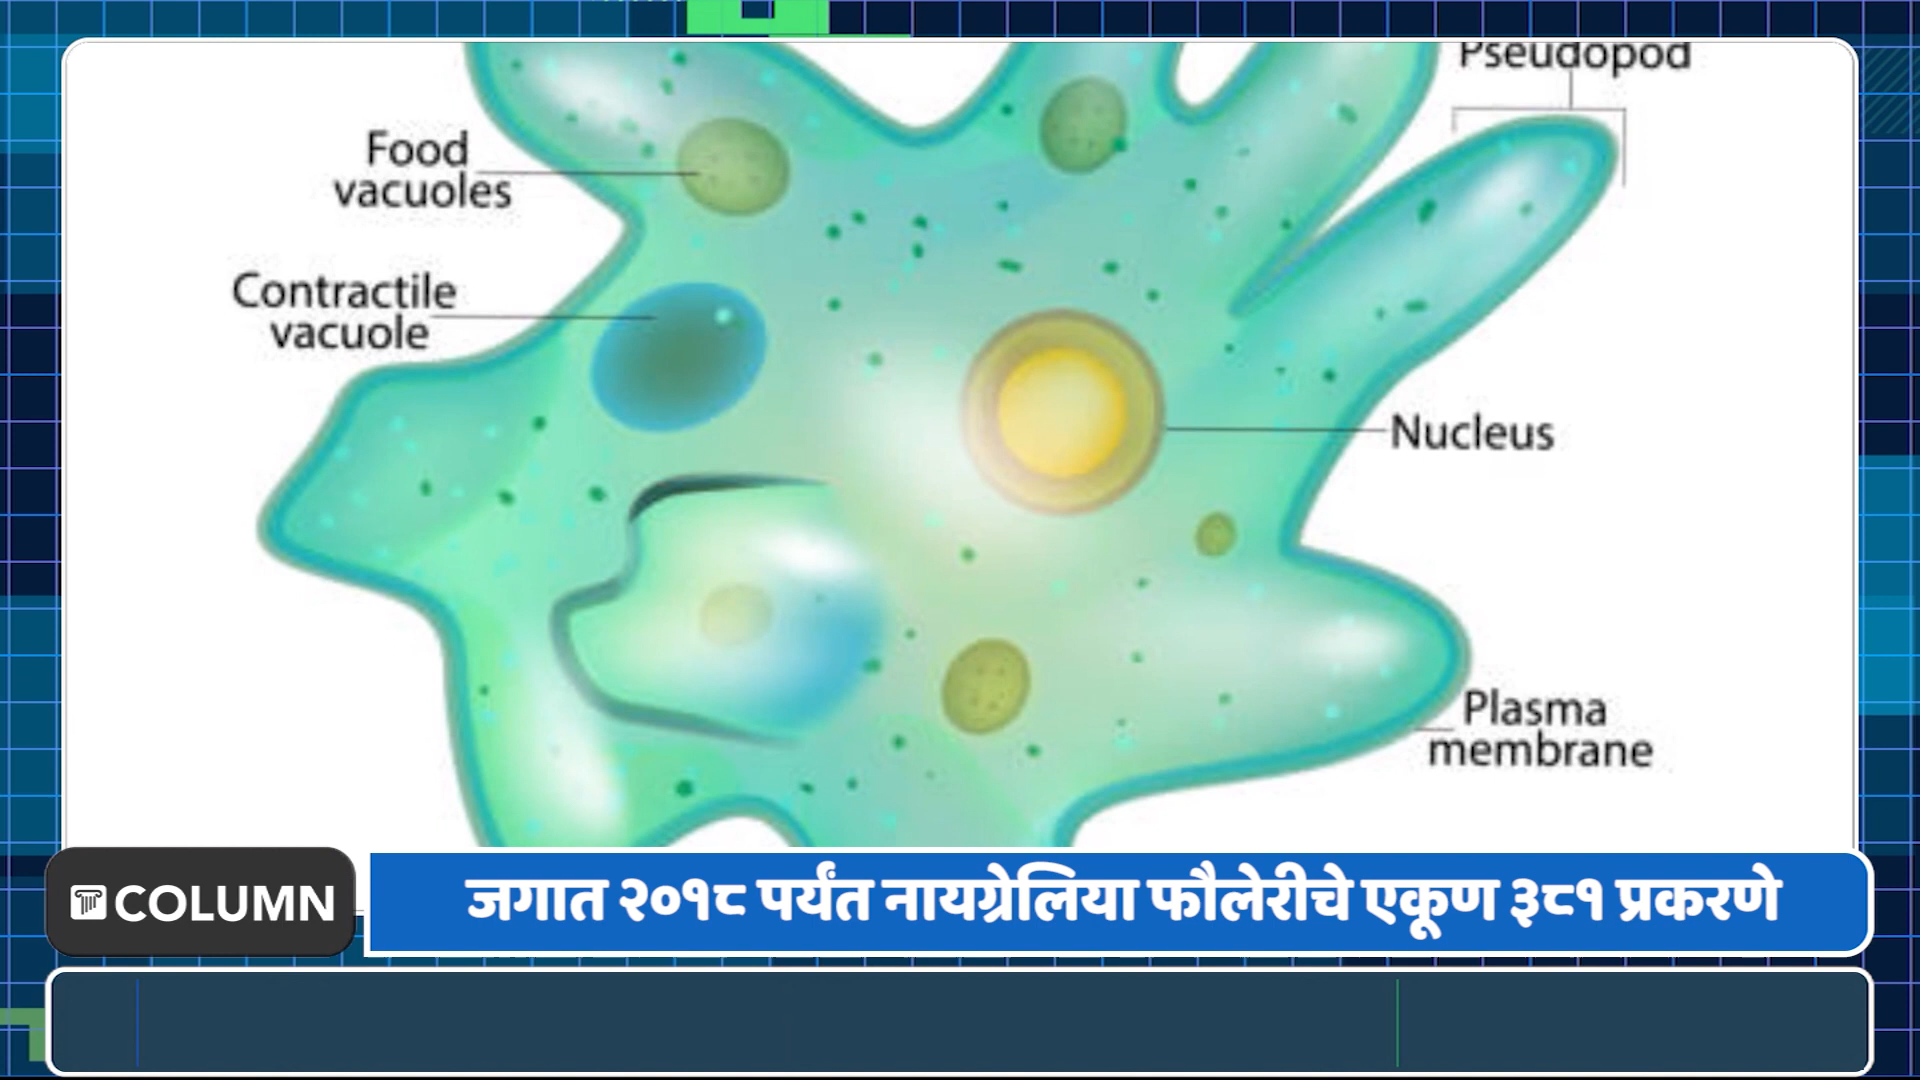 Pseudopod
Food
vacuoles
Contractile
vacuole
Nucleus
Plasma
membrane
COLUMN
जगात २०१८ पर्यंत नायग्रेलिया फौलेरीचे एकूण ३८१ प्रकरणे